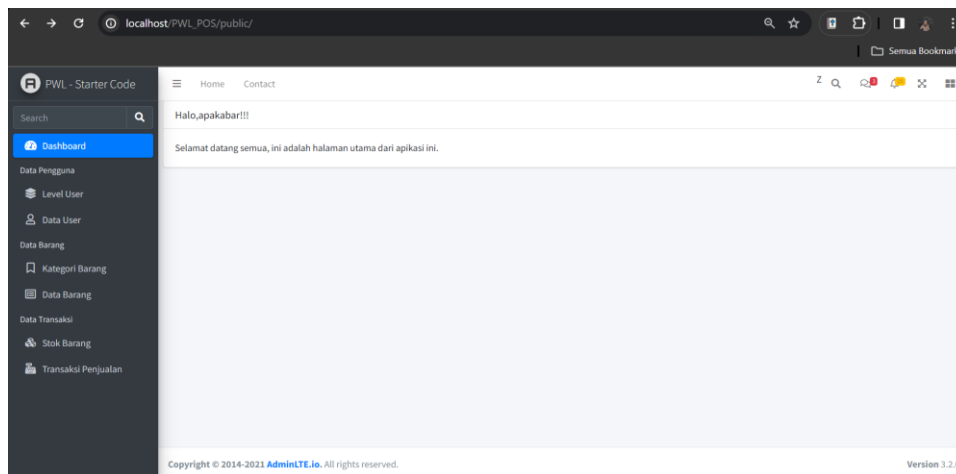 localhost/PWL_POS/public/
Semua Bookmark
PWL - Starter Code
Home Contact
Z
3
Search
Halo,apakabar!!!
Dashboard
Selamat datang semua, ini adalah halaman utama dari apikasi ini.
Data Pengguna
Level User
Data User
Data Barang
Kategori Barang
Data Barang
Data Transaksi
Stok Barang
Transaksi Penjualan
Copyright © 2014-2021 AdminLTE.io. All rights reserved.
Version 3.2.